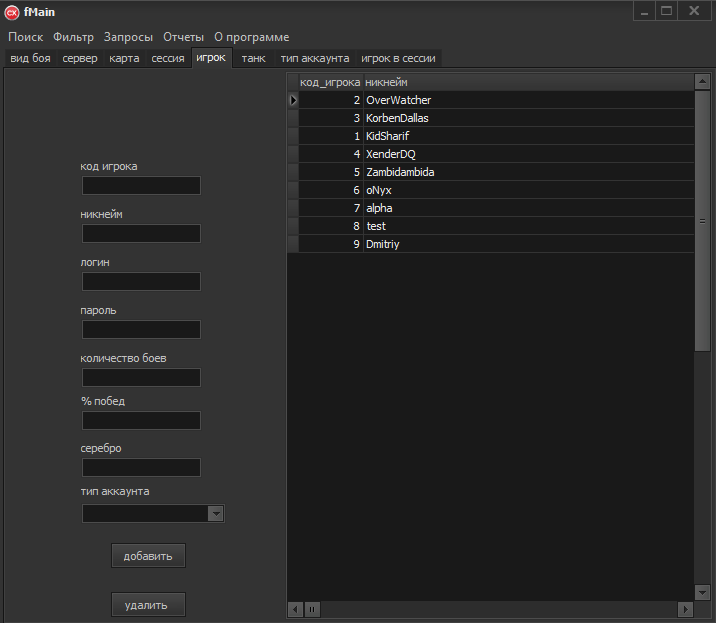 fMain
Поиск Фильтр Запросы Отчеты О программе
вид боя сервер карта сессия игрок танк тип аккаунта игрок в сессии
код_игрока никнейм
2 OverWatcher
3 KorbenDallas
1 KidSharif
4 XenderDQ
5 Zambidambida
6 oNyx
7 alpha
8 test
9 Dmitriy
код игрока
никнейм
логин
пароль
количество боев
% побед
серебро
тип аккаунта
добавить
удалить